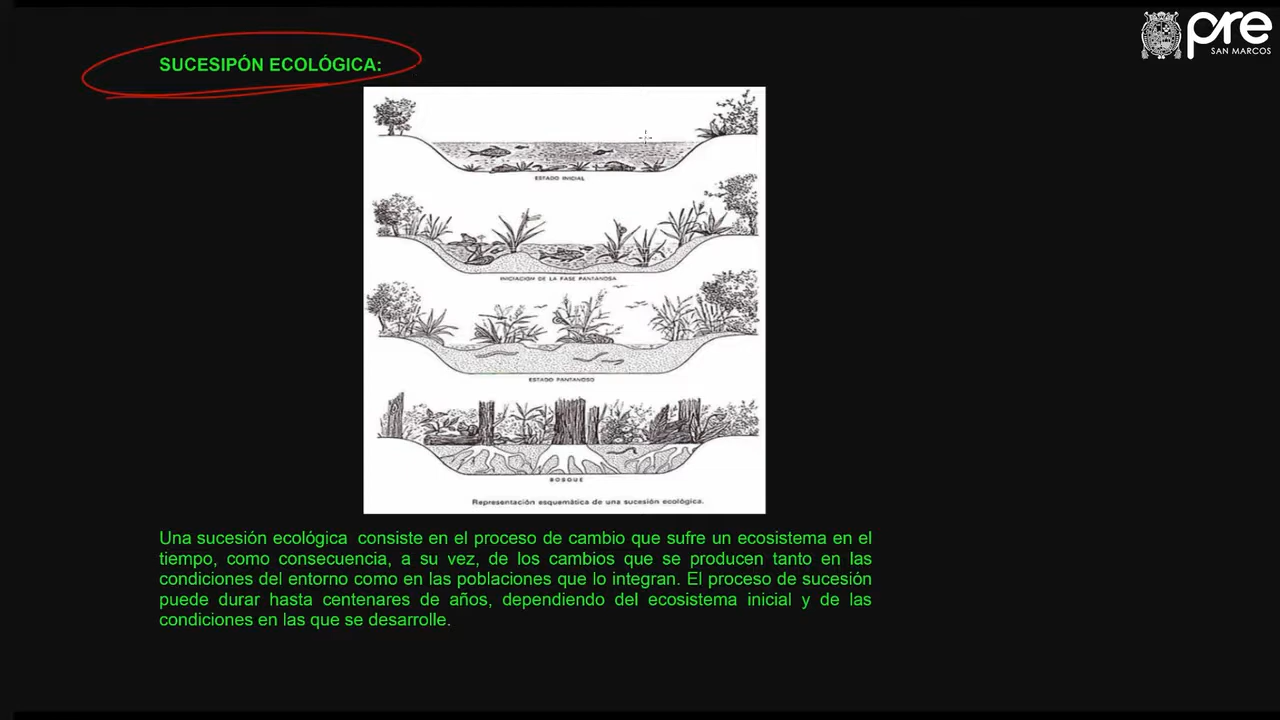 pre
SAN MARCOS
SUCESIPÓN ECOLÓGICA:
ESTADO INICIAL
INICIACION DE LA FASE PANTANOSA
ESTADO PANTANOSO
BOSQUE
Representación esquemática de una sucesión ecológica.
Una sucesión ecológica consiste en el proceso de cambio que sufre un ecosistema en el
tiempo, como consecuencia, a su vez, de los cambios que se producen tanto en las
condiciones del entorno como en las poblaciones que lo integran. El proceso de sucesión
puede durar hasta centenares de años, dependiendo del ecosistema inicial y de las
condiciones en las que se desarrolle.